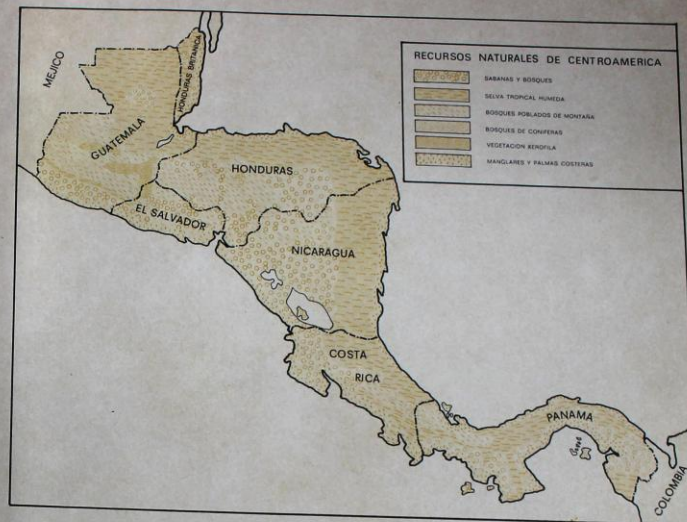 RECURSOS NATURALES DE CENTROAMERICA
SABANAS Y BOSQUES
SELVA TROPICAL HUMEDA
BOSQUES POBLADOS DE MONTAÑA
BOSQUES DE CONIFERAS
VEGETACION XEROFILA
MANGLARES Y PALMAS COSTERAS
MEJICO
HONDURAS BRITANICA
GUATEMALA
HONDURAS
EL SALVADOR
NICARAGUA
COSTA
RICA
PANAMA
COLOMBIA